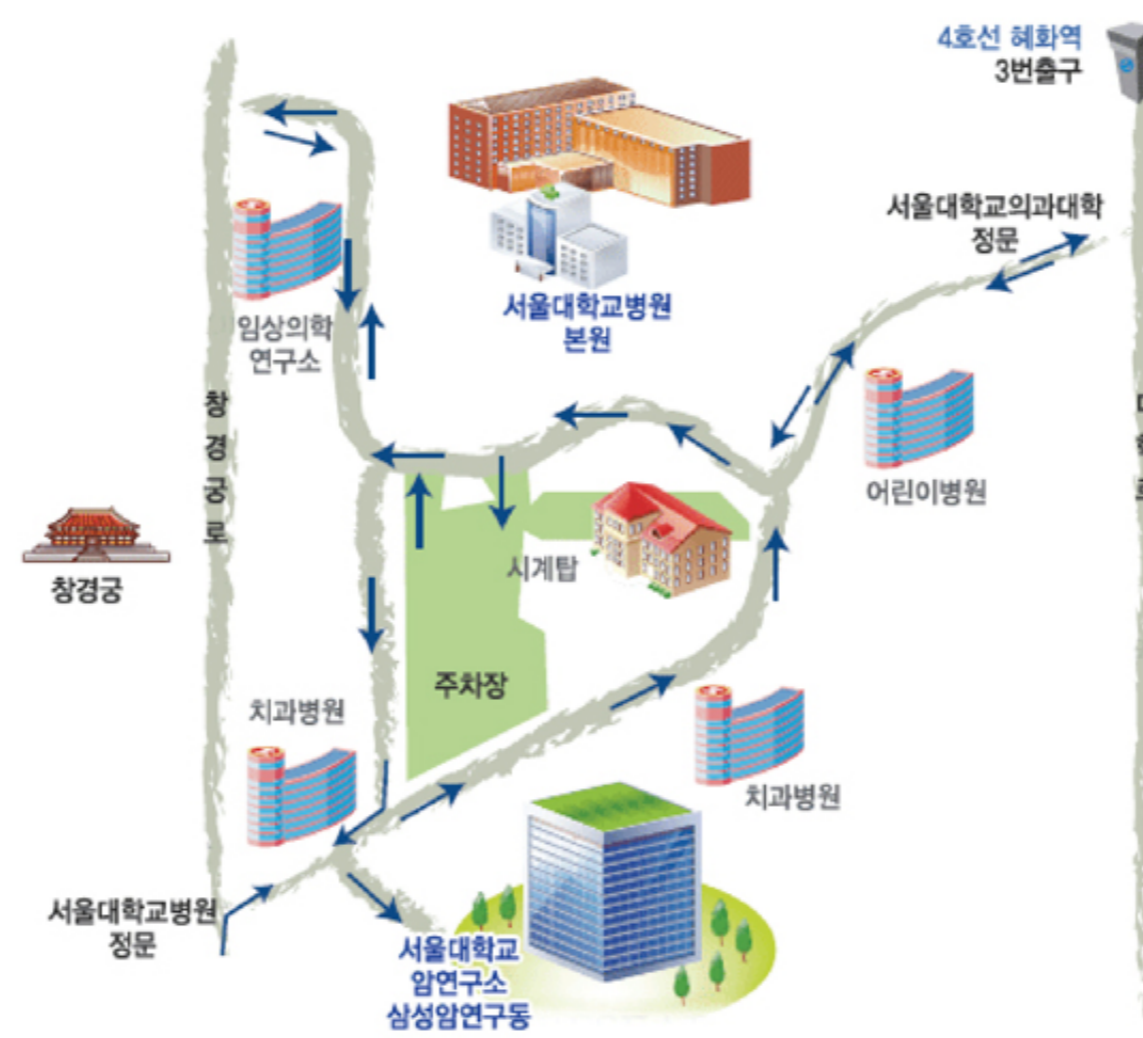 4호선 혜화역
3번출구
서울대학교의과대학
정문
서울대학교병원
본원
임상의학
연구소
창
경
궁
로
어린이병원
시계탑
창경궁
주차장
치과병원
치과병원
서울대학교병원
정문
서울대학교
암연구소
삼성암연구동